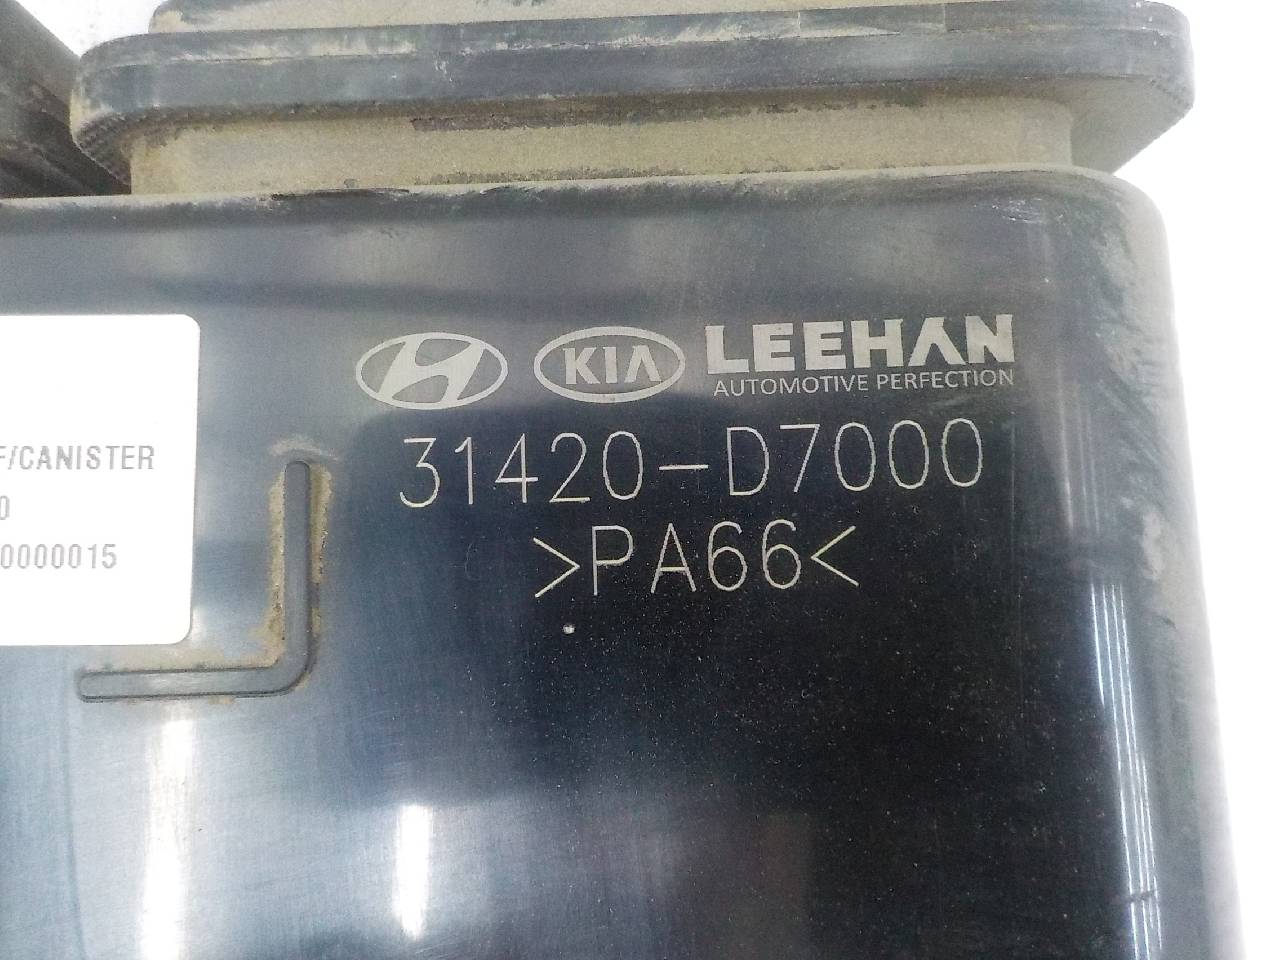 KIA LEEHAN
AUTOMOTIVE PERFECTION
31420-D7000
>PA66<
F/CANISTER
0
0000015